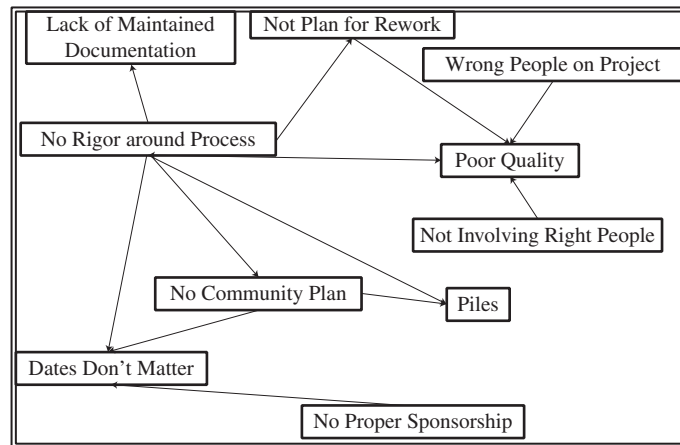 Lack of Maintained
Documentation
Not Plan for Rework
Wrong People on Project
No Rigor around Process
Poor Quality
Not Involving Right People
No Community Plan
Piles
Dates Don’t Matter
No Proper Sponsorship